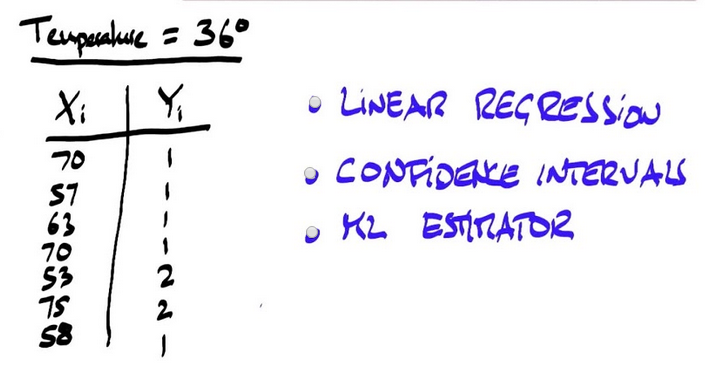 Temperature = 36°
Xi Yi
70 1
57 1
63 1
70 1
53 2
75 2
58 1
LINEAR REGRESSION
CONFIDENCE INTERVALS
ML ESTIMATOR